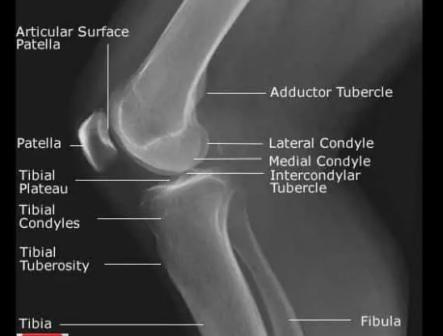 Articular Surface
Patella
Adductor Tubercle
Patella
Lateral Condyle
Medial Condyle
Tibial
Plateau
Intercondylar
Tubercle
Tibial
Condyles
Tibial
Tuberosity
Tibia
Fibula